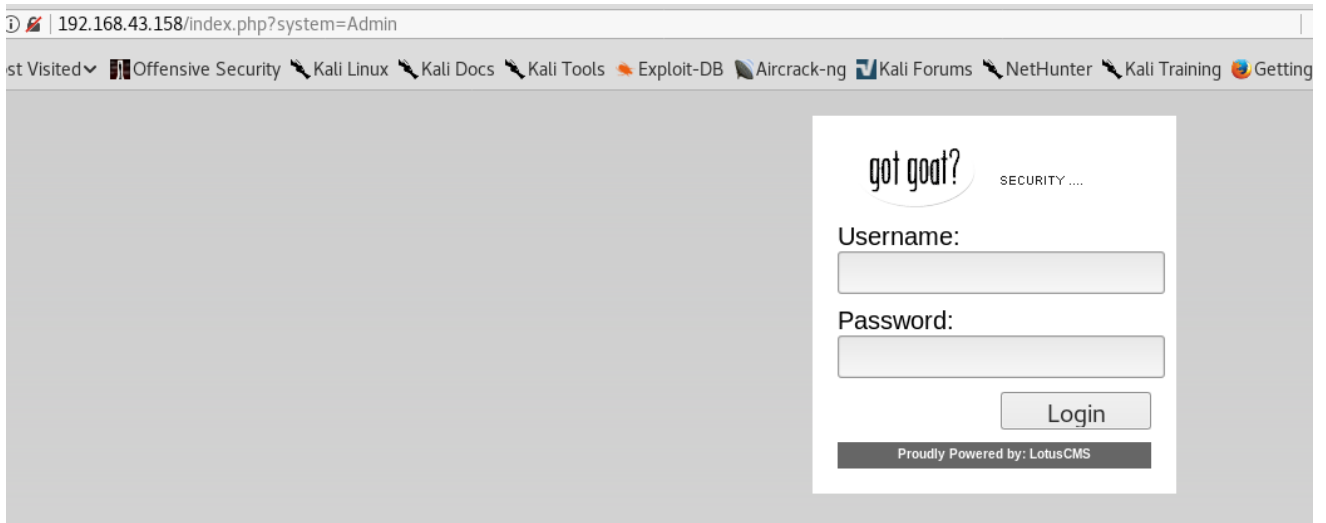 192.168.43.158/index.php?system=Admin
st Visited Offensive Security Kali Linux Kali Docs Kali Tools Exploit-DB Aircrack-ng Kali Forums NetHunter Kali Training Getting
got goat? SECURITY ....
Username:
Password:
Login
Proudly Powered by: LotusCMS